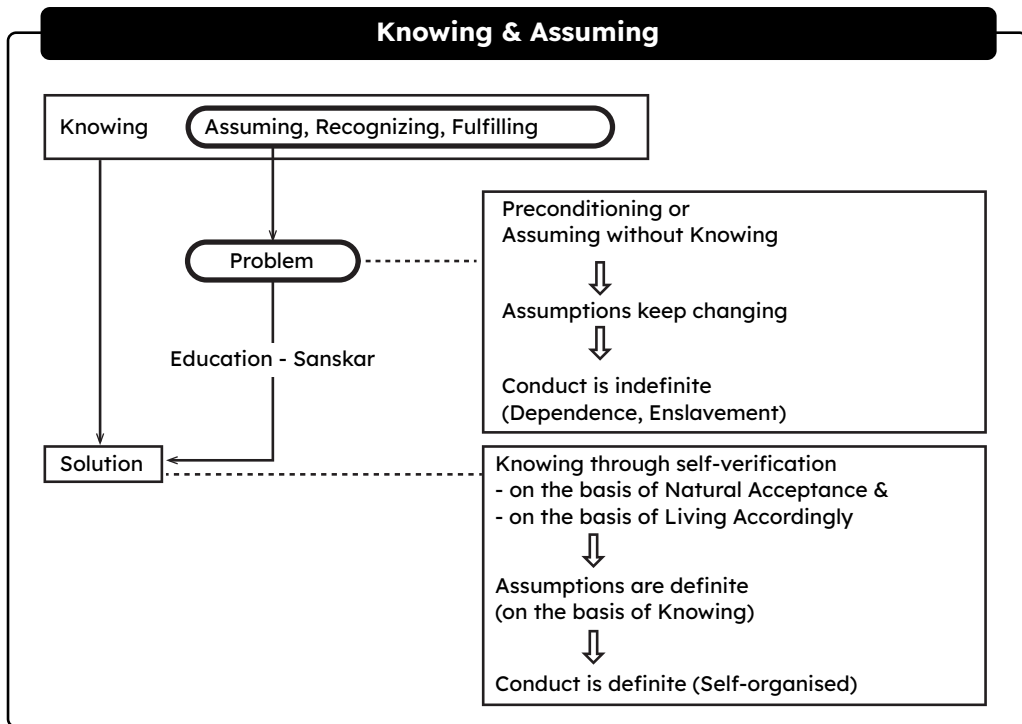 Knowing & Assuming
Knowing
Assuming, Recognizing, Fulfilling
Problem
Education - Sanskar
Solution
Preconditioning or
Assuming without Knowing
Assumptions keep changing
Conduct is indefinite
(Dependence, Enslavement)
Knowing through self-verification
- on the basis of Natural Acceptance &
- on the basis of Living Accordingly
Assumptions are definite
(on the basis of Knowing)
Conduct is definite (Self-organised)